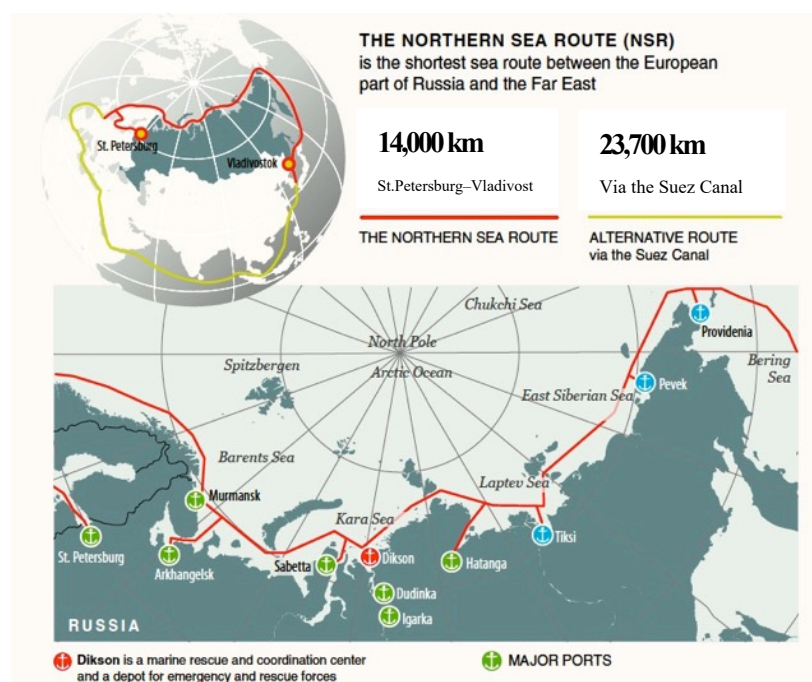 THE NORTHERN SEA ROUTE (NSR)
is the shortest sea route between the European
part of Russia and the Far East
14,000 km
St.Petersburg–Vladivost
THE NORTHERN SEA ROUTE
23,700 km
Via the Suez Canal
ALTERNATIVE ROUTE
via the Suez Canal
St. Petersburg
Vladivostok
Chukchi Sea
North Pole
Providenia
Bering
Sea
Spitzbergen
Arctic Ocean
East Siberian Sea
Pevek
Barents Sea
Laptev Sea
Murmansk
Kara Sea
St. Petersburg
Arkhangelsk
Sabetta
Dikson
Hatanga
Tiksi
Dudinka
Igarka
RUSSIA
Dikson is a marine rescue and coordination center
and a depot for emergency and rescue forces
MAJOR PORTS